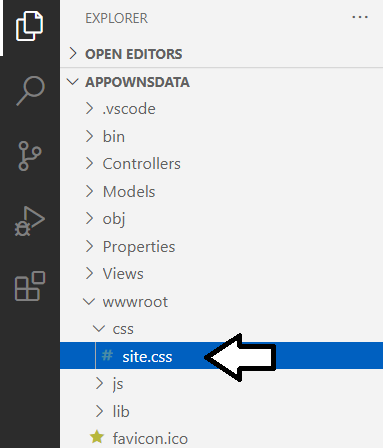 EXPLORER
OPEN EDITORS
APPOWNSDATA
.vscode
bin
Controllers
Models
obj
Properties
Views
wwwroot
css
# site.css
js
lib
favicon.ico